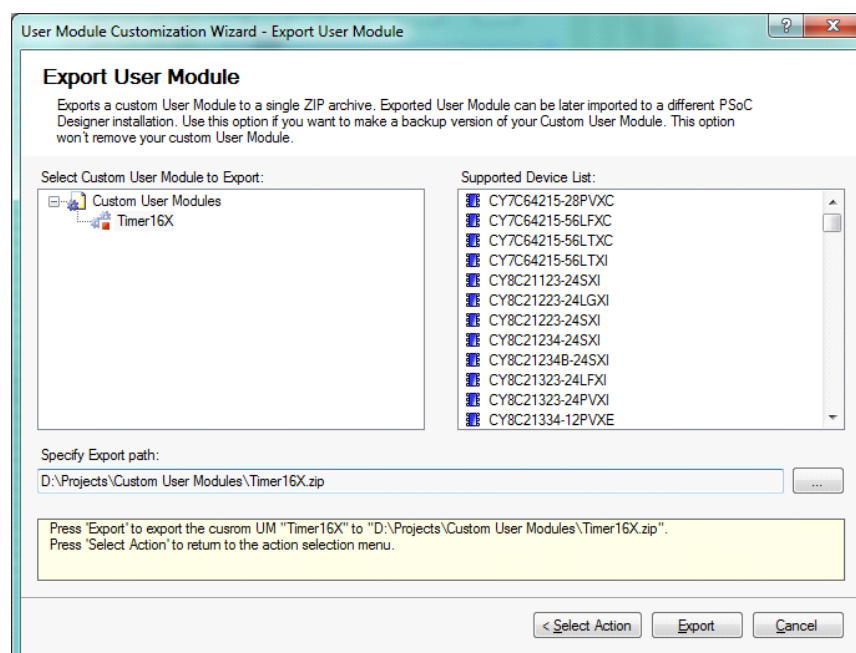 User Module Customization Wizard - Export User Module
?
X
Export User Module
Exports a custom User Module to a single ZIP archive. Exported User Module can be later imported to a different PSoC
Designer installation. Use this option if you want to make a backup version of your Custom User Module. This option
won't remove your custom User Module.
Select Custom User Module to Export:
Custom User Modules
Timer16X
Supported Device List:
CY7C64215-28PVXC
CY7C64215-56LFXC
CY7C64215-56LTXC
CY7C64215-56LTXI
CY8C21123-24SXI
CY8C21223-24LGXI
CY8C21223-24SXI
CY8C21234-24SXI
CY8C21234B-24SXI
CY8C21323-24LFXI
CY8C21323-24PVXI
CY8C21334-12PVXE
Specify Export path:
D:\Projects\Custom User Modules\Timer16X.zip
...
Press 'Export' to export the cusrom UM "Timer16X" to "D:\Projects\Custom User Modules\Timer16X.zip".
Press 'Select Action' to return to the action selection menu.
< Select Action
Export
Cancel